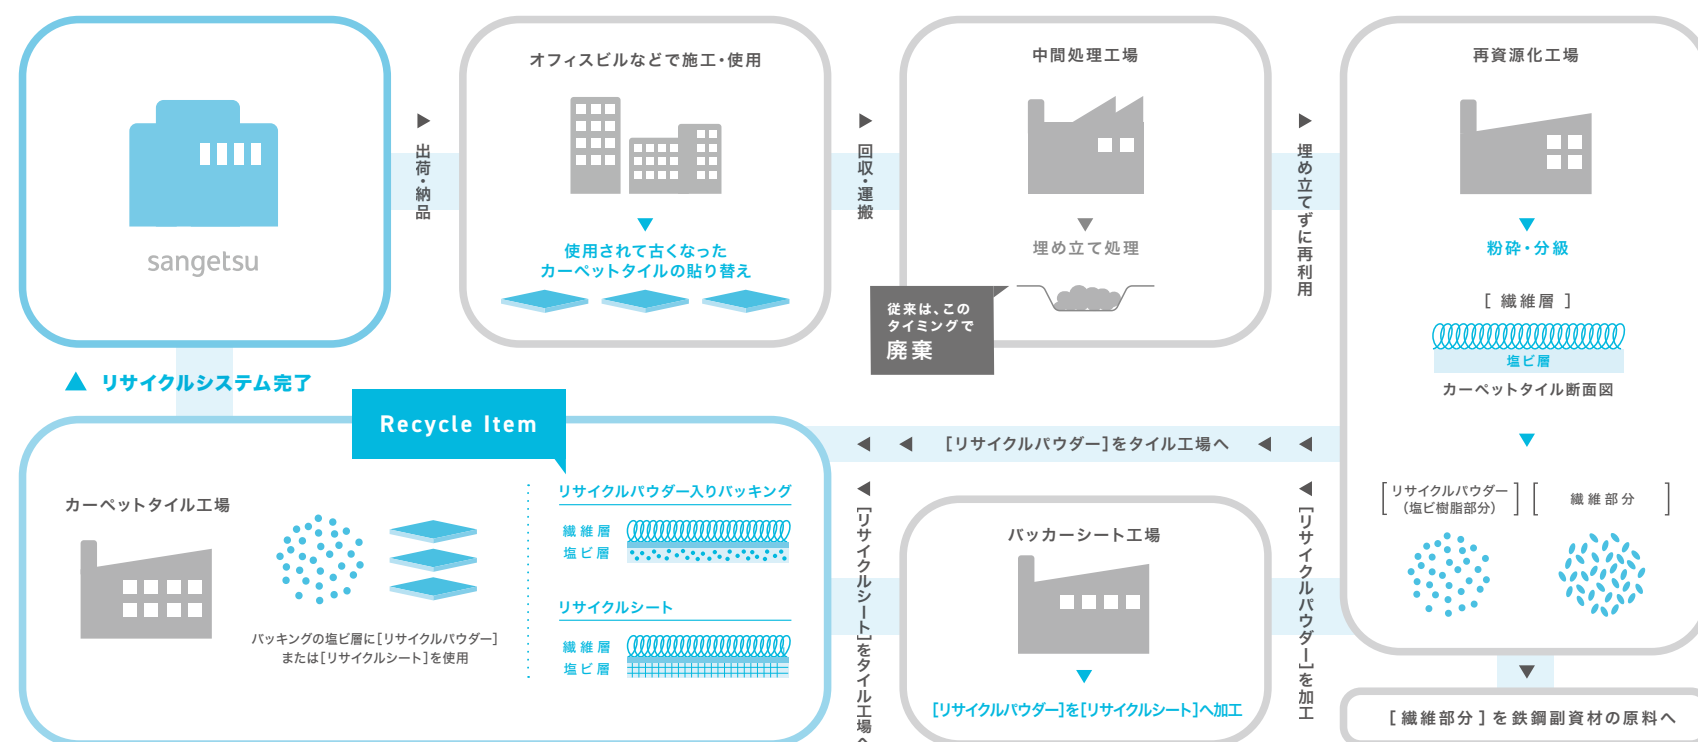 sangetsu
▶ 出荷・納品
オフィスビルなどで施工・使用
▼
使用されて古くなった
カーペットタイルの貼り替え
▶ 回収・運搬
中間処理工場
▼
埋め立て処理
従来は、この
タイミングで
廃棄
▶ 埋め立てずに再利用
再資源化工場
▼
粉砕・分級
[ 繊維層 ]
塩ビ層
カーペットタイル断面図
▼
[リサイクルパウダー
(塩ビ樹脂部分)]
[ 繊維部分 ]
▼
[ 繊維部分 ] を鉄鋼副資材の原料へ
◀ ◀ [リサイクルパウダー]をタイル工場へ ◀ ◀
◀ [リサイクルパウダー]を加工
バッカーシート工場
▼
[リサイクルパウダー]を[リサイクルシート]へ加工
◀ [リサイクルシート]をタイル工場へ
▲ リサイクルシステム完了
Recycle Item
カーペットタイル工場
バッキングの塩ビ層に[リサイクルパウダー]
または[リサイクルシート]を使用
リサイクルパウダー入りバッキング
繊維層
塩ビ層
リサイクルシート
繊維層
塩ビ層